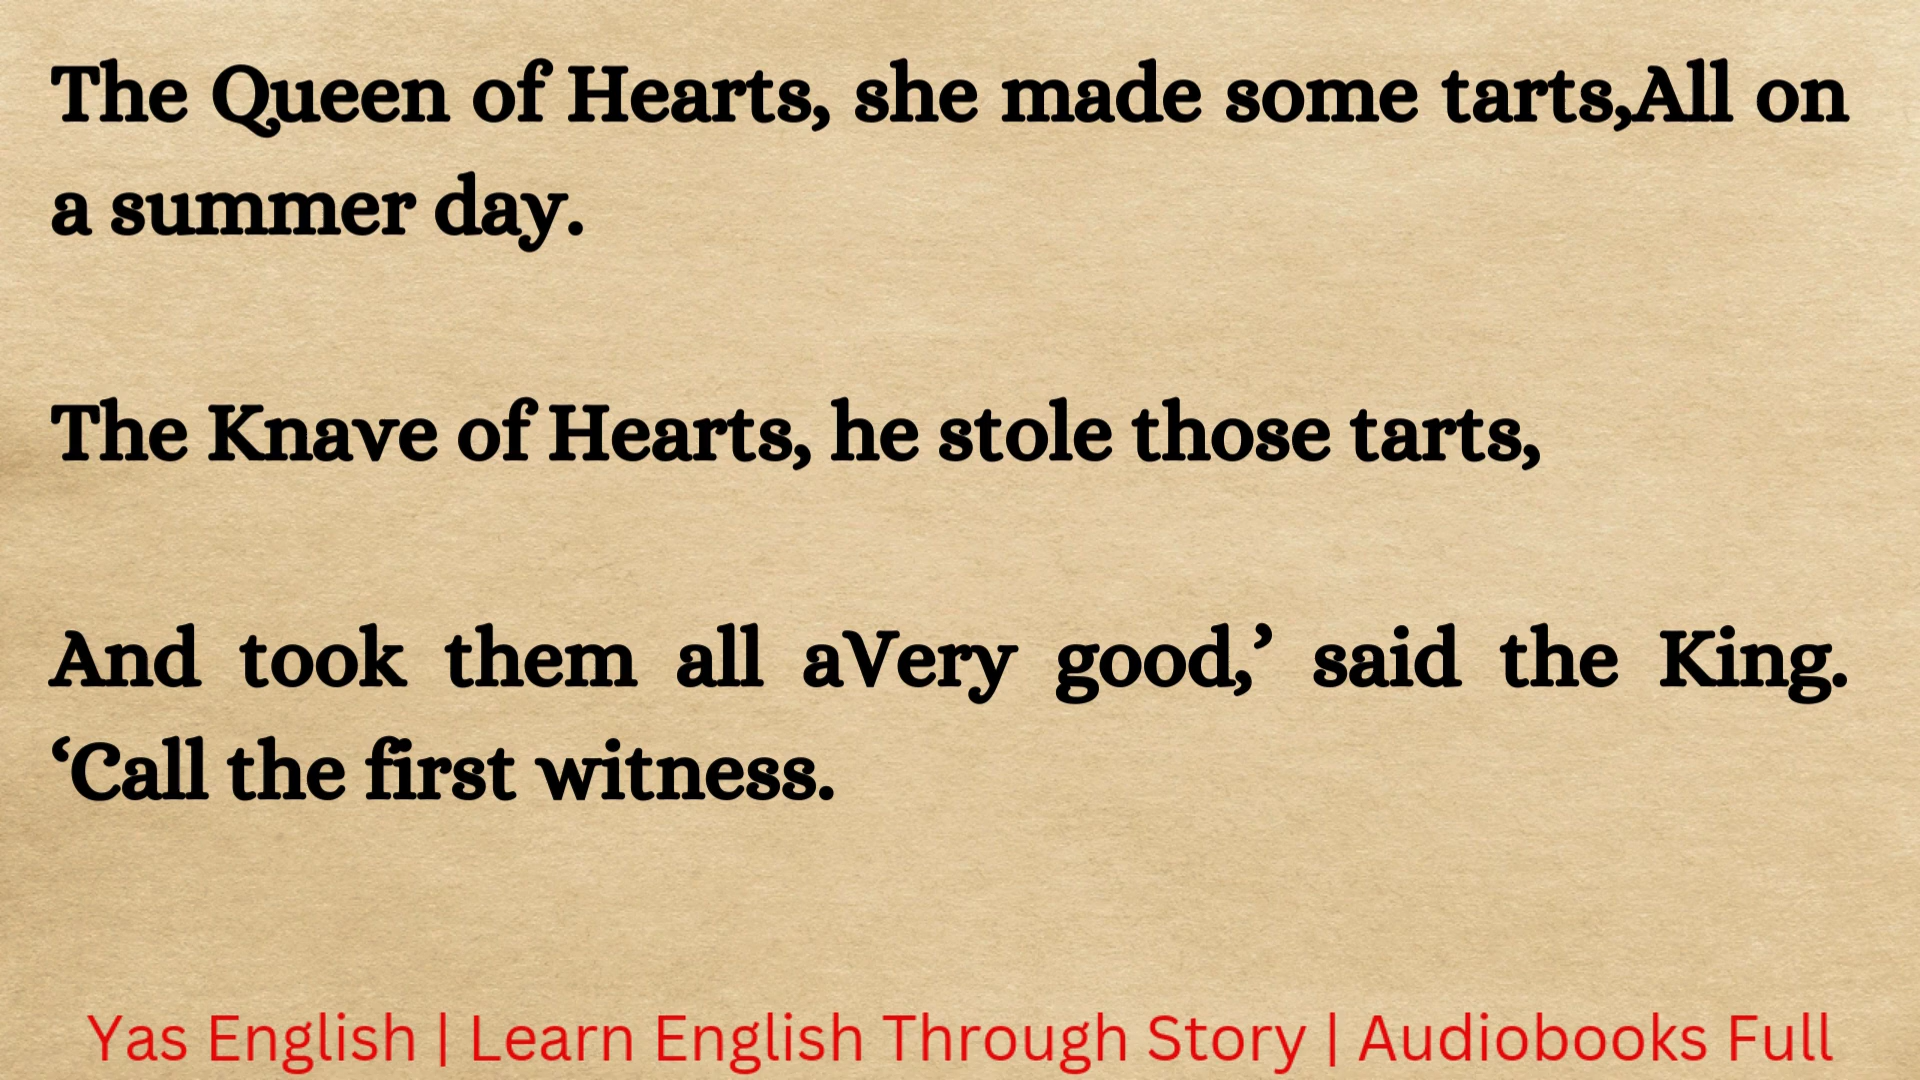 The Queen of Hearts, she made some tarts,All on
a summer day.
The Knave of Hearts, he stole those tarts,
And took them all aVery good,’ said the King.
‘Call the first witness.
Yas English | Learn English Through Story | Audiobooks Full